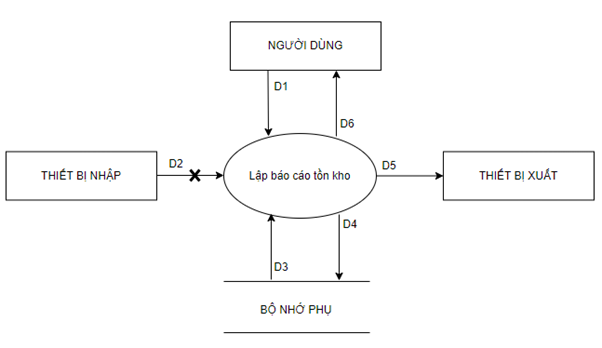 NGƯỜI DÙNG
D1
D6
THIẾT BỊ NHẬP
D2
Lập báo cáo tồn kho
D5
THIẾT BỊ XUẤT
D4
D3
BỘ NHỚ PHỤ